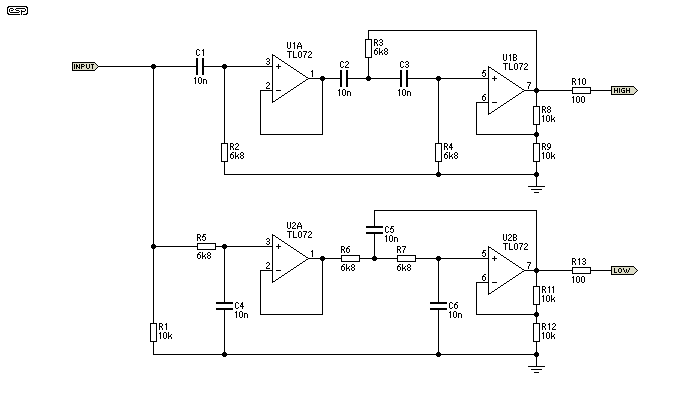 esp
INPUT
C1
10n
R2
6k8
U1A
TL072
3
+
2
−
1
C2
10n
R3
6k8
C3
10n
R4
6k8
U1B
TL072
5
+
6
−
7
R8
10k
R9
10k
R10
100
HIGH
R5
6k8
C4
10n
R1
10k
U2A
TL072
3
+
2
−
1
R6
6k8
C5
10n
R7
6k8
C6
10n
U2B
TL072
5
+
6
−
7
R11
10k
R12
10k
R13
100
LOW